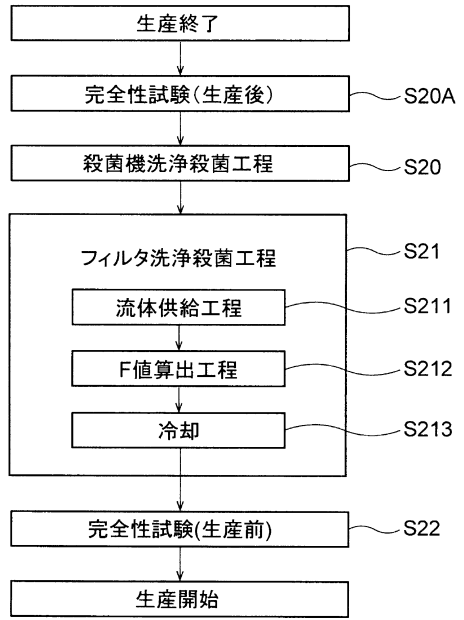 生産終了
完全性試験(生産後)
S20A
殺菌機洗浄殺菌工程
S20
フィルタ洗浄殺菌工程
S21
流体供給工程
S211
F値算出工程
S212
冷却
S213
完全性試験(生産前)
S22
生産開始